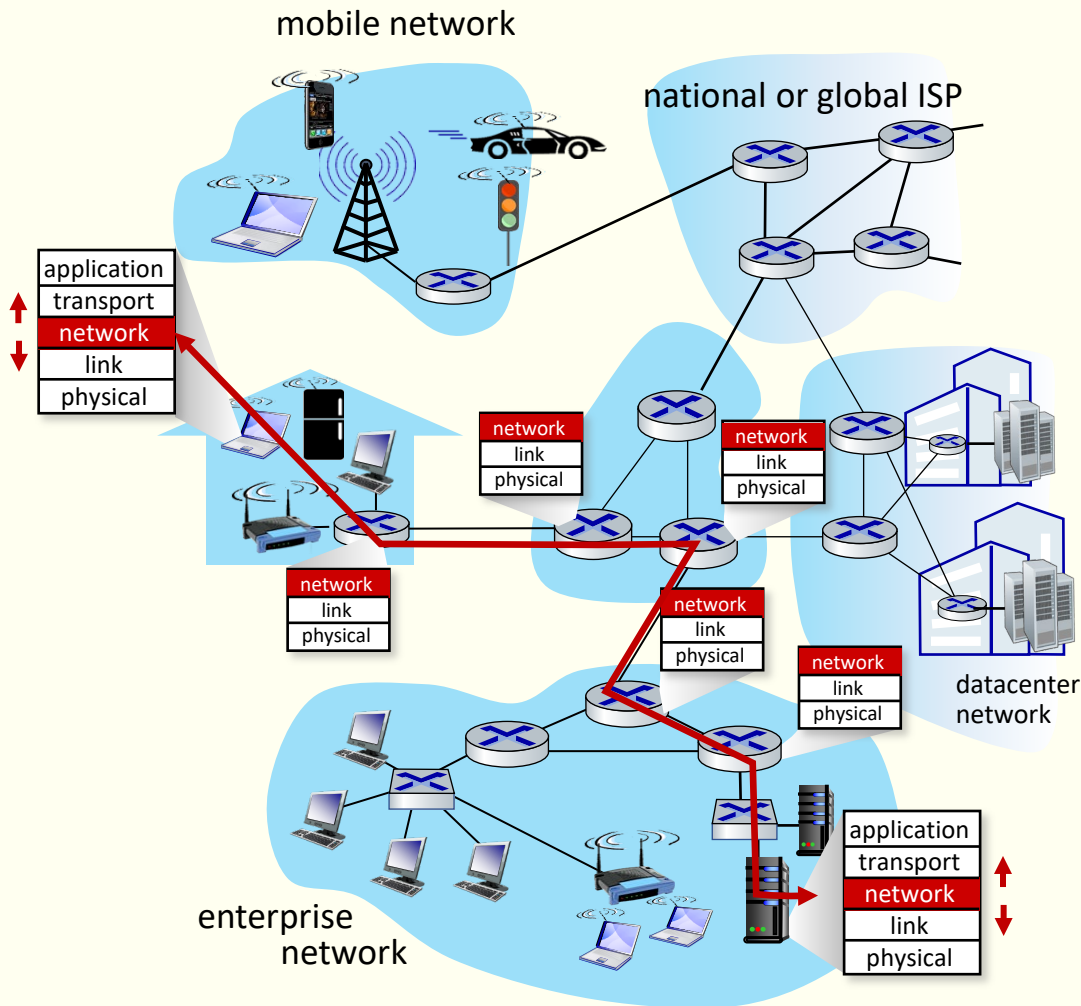 mobile network
national or global ISP
application
transport
network
link
physical
network
link
physical
network
link
physical
network
link
physical
network
link
physical
network
link
physical
datacenter
network
application
transport
network
link
physical
enterprise
network